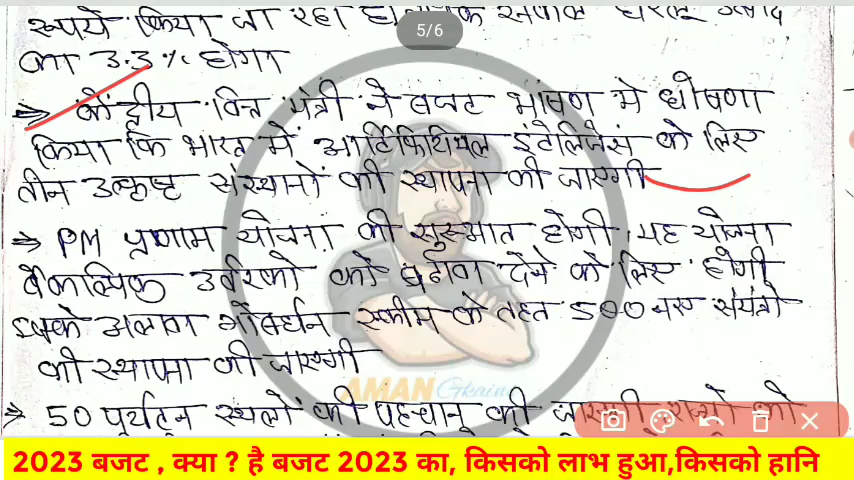 रूपये किया जा रहा है
5/6
का 3.3% होगा
⇒ केंद्रीय वित्त मंत्री ने बजट भाषण में घोषणा
किया कि भारत में आर्टिफिशियल इंटेलिजेंस के लिए
तीन उत्कृष्ट संस्थानों की स्थापना की जाएगी
⇒ PM प्रणाम योजना की शुरुआत होगी यह योजना
वैकल्पिक उर्वरको को बढ़ावा देने के लिए होगी
इसके अलावा गोबर्धन स्कीम के तहत 500 नए संयंत्रो
की स्थापना की जाएगी
AMAN Gkain
⇒ 50 पर्यटन स्थलों की पहचान की जाएगी राज्यों को
2023 बजट , क्या ? है बजट 2023 का, किसको लाभ हुआ,किसको हानि